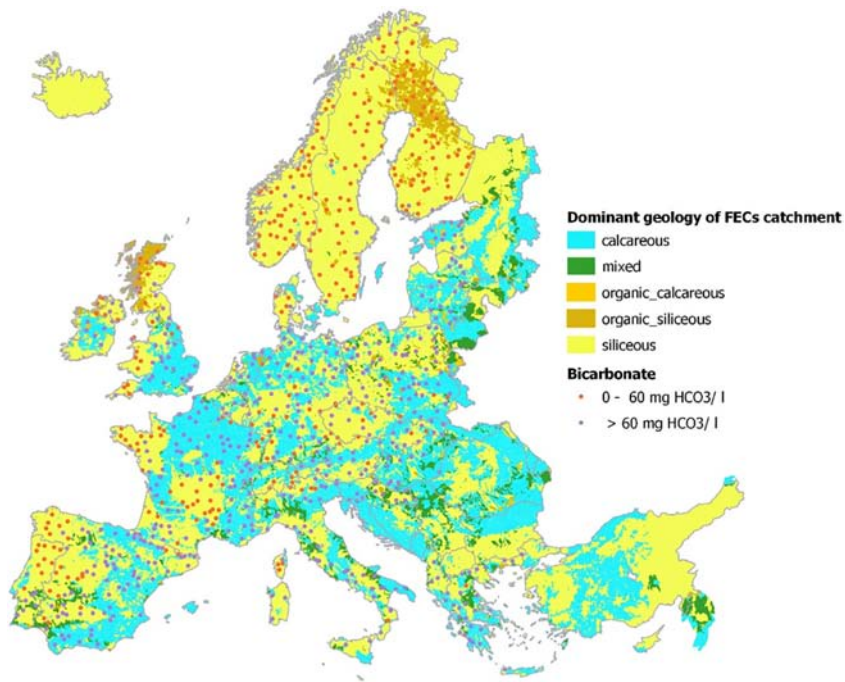 Dominant geology of FECs catchment
calcareous
mixed
organic_calcareous
organic_siliceous
siliceous
Bicarbonate
0 - 60 mg HCO3/ l
> 60 mg HCO3/ l